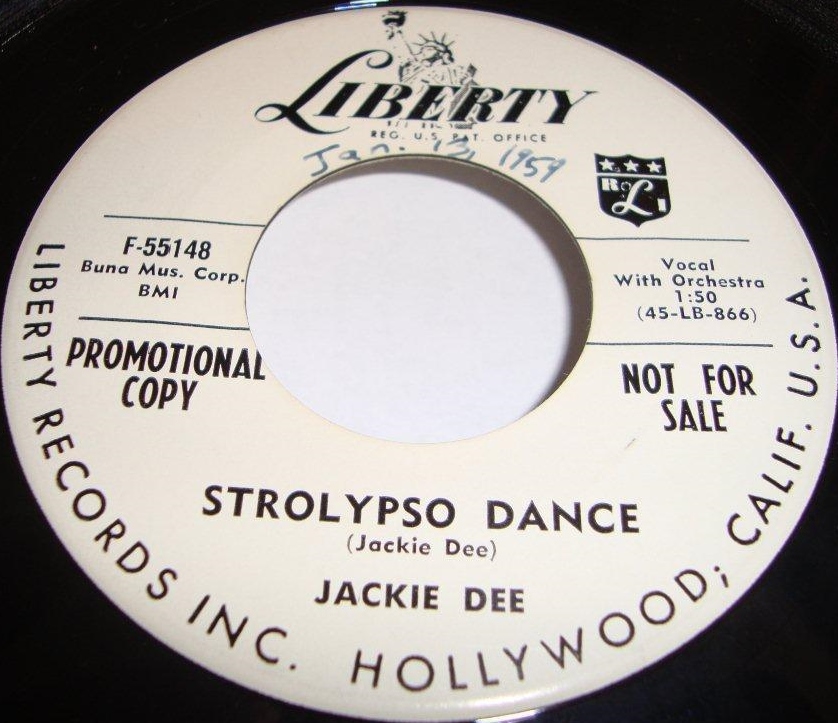 LIBERTY
REG. U.S. PAT. OFFICE
Jan. 13, 1959
F-55148
Buna Mus. Corp.
BMI
PROMOTIONAL
COPY
Vocal
With Orchestra
1:50
(45-LB-866)
NOT FOR
SALE
STROLYPSO DANCE
(Jackie Dee)
JACKIE DEE
LIBERTY RECORDS INC. HOLLYWOOD; CALIF. U.S.A.